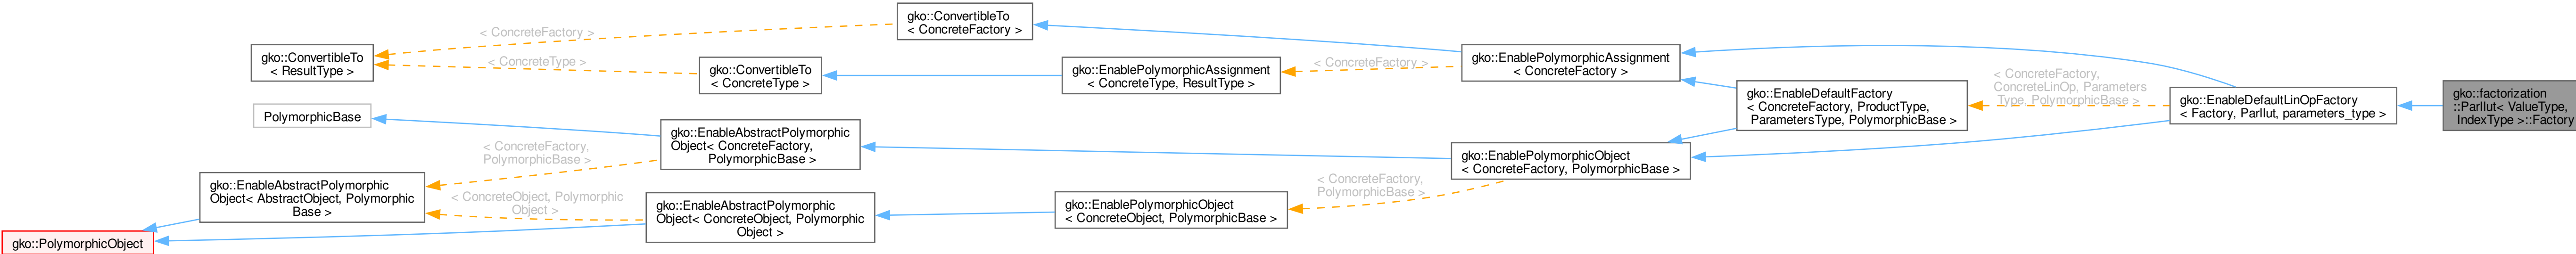 gko::ConvertibleTo
< ConcreteFactory >
< ConcreteFactory >
gko::ConvertibleTo
< ResultType >
< ConcreteType >
gko::ConvertibleTo
< ConcreteType >
gko::EnablePolymorphicAssignment
< ConcreteType, ResultType >
< ConcreteFactory >
gko::EnablePolymorphicAssignment
< ConcreteFactory >
gko::EnableDefaultFactory
< ConcreteFactory, ProductType,
ParametersType, PolymorphicBase >
< ConcreteFactory,
ConcreteLinOp, Parameters
Type, PolymorphicBase >
gko::EnableDefaultLinOpFactory
< Factory, ParIlut, parameters_type >
gko::factorization
::ParIlut< ValueType,
IndexType >::Factory
PolymorphicBase
gko::EnableAbstractPolymorphic
Object< ConcreteFactory,
PolymorphicBase >
< ConcreteFactory,
PolymorphicBase >
gko::EnablePolymorphicObject
< ConcreteFactory, PolymorphicBase >
gko::EnableAbstractPolymorphic
Object< AbstractObject, Polymorphic
Base >
< ConcreteObject, Polymorphic
Object >
gko::EnableAbstractPolymorphic
Object< ConcreteObject, Polymorphic
Object >
gko::EnablePolymorphicObject
< ConcreteObject, PolymorphicBase >
< ConcreteFactory,
PolymorphicBase >
gko::PolymorphicObject